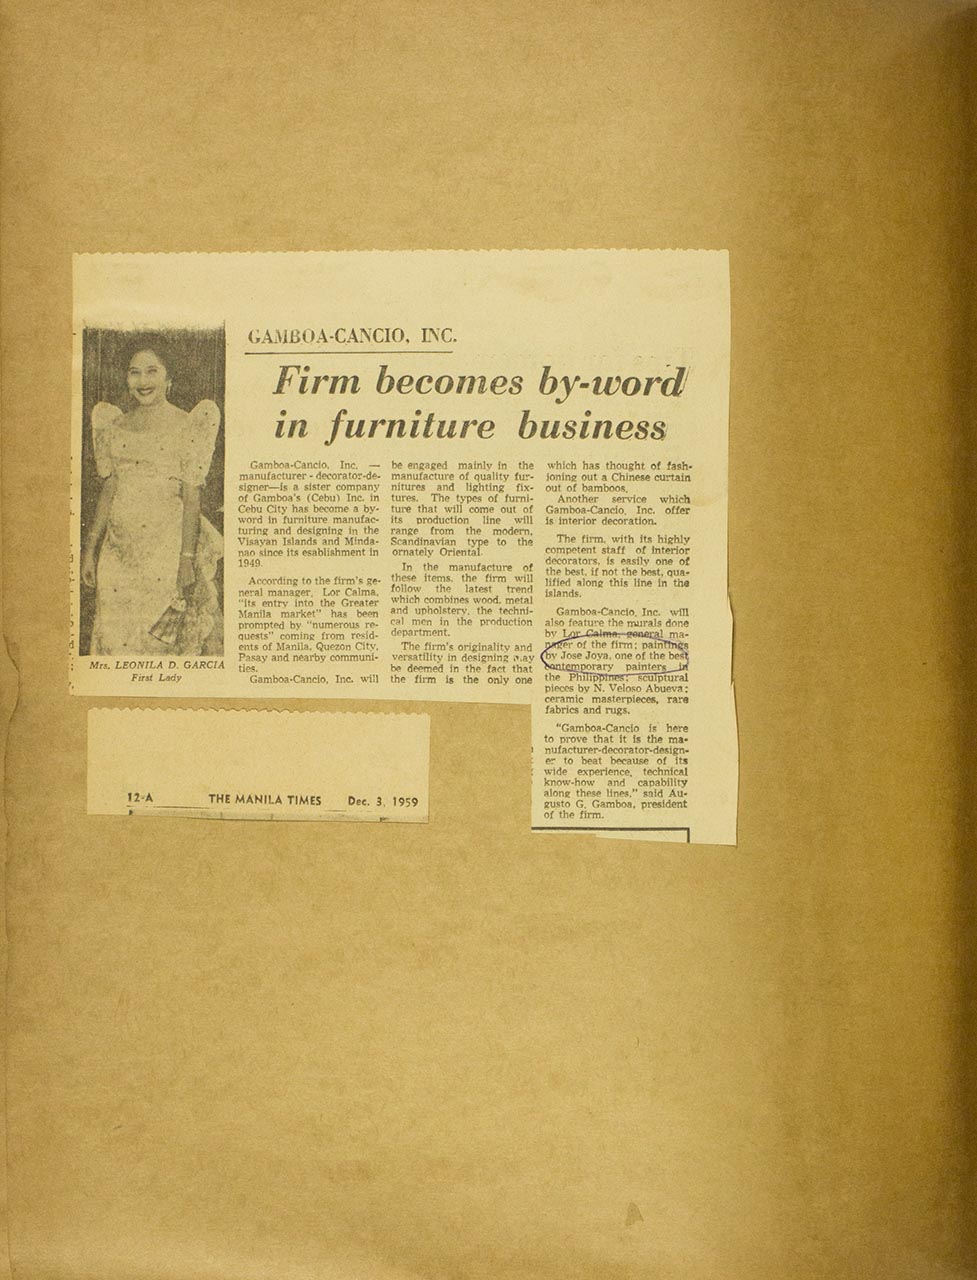 GAMBOA-CANCIO, INC.
Firm becomes by-word
in furniture business
Gamboa-Cancio, Inc. —
manufacturer - decorator-de-
signer—is a sister company
of Gamboa's (Cebu) Inc. in
Cebu City has become a by-
word in furniture manufac-
turing and designing in the
Visayan Islands and Minda-
nao since its esablishment in
1949.
According to the firm's ge-
neral manager, Lor Calma,
"its entry into the Greater
Manila market" has been
prompted by "numerous re-
quests" coming from resid-
ents of Manila, Quezon City,
Pasay and nearby communi-
ties.
Gamboa-Cancio, Inc. will
be engaged mainly in the
manufacture of quality fur-
nitures and lighting fix-
tures. The types of furni-
ture that will come out of
its production line will
range from the modern,
Scandinavian type to the
ornately Oriental.
In the manufacture of
these items, the firm will
follow the latest trend
which combines wood, metal
and upholstery, the techni-
cal men in the production
department.
The firm's originality and
versatility in designing may
be deemed in the fact that
the firm is the only one
which has thought of fash-
ioning out a Chinese curtain
out of bamboos.
Another service which
Gamboa-Cancio, Inc. offer
is interior decoration.
The firm, with its highly
competent staff of interior
decorators, is easily one of
the best, if not the best, qua-
lified along this line in the
islands.
Gamboa-Cancio, Inc. will
also feature the murals done
by Lor Calma, general ma-
nager of the firm; paintings
by Jose Joya, one of the best
contemporary painters in
the Philippines; sculptural
pieces by N. Veloso Abueva;
ceramic masterpieces, rare
fabrics and rugs.
"Gamboa-Cancio is here
to prove that it is the ma-
nufacturer-decorator-design-
er to beat because of its
wide experience, technical
know-how and capability
along these lines," said Au-
gusto G. Gamboa, president
of the firm.
Mrs. LEONILA D. GARCIA
First Lady
12-A THE MANILA TIMES Dec. 3, 1959